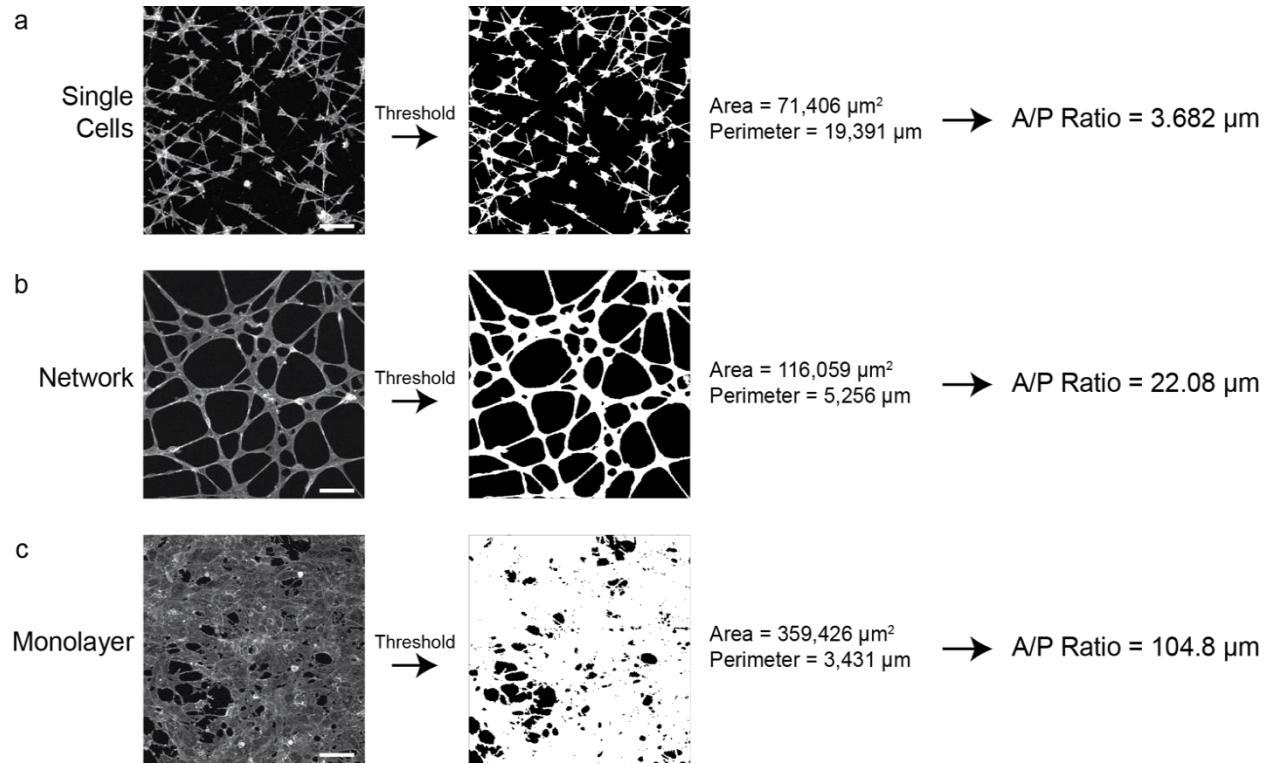 a
Single
Cells
Threshold
Area = 71,406 µm²
Perimeter = 19,391 µm
A/P Ratio = 3.682 µm
b
Network
Threshold
Area = 116,059 µm²
Perimeter = 5,256 µm
A/P Ratio = 22.08 µm
c
Monolayer
Threshold
Area = 359,426 µm²
Perimeter = 3,431 µm
A/P Ratio = 104.8 µm